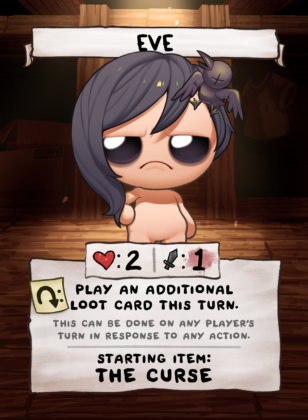 EVE
: 2 : 1
: PLAY AN ADDITIONAL
LOOT CARD THIS TURN.
THIS CAN BE DONE ON ANY PLAYER'S
TURN IN RESPONSE TO ANY ACTION.
STARTING ITEM:
THE CURSE